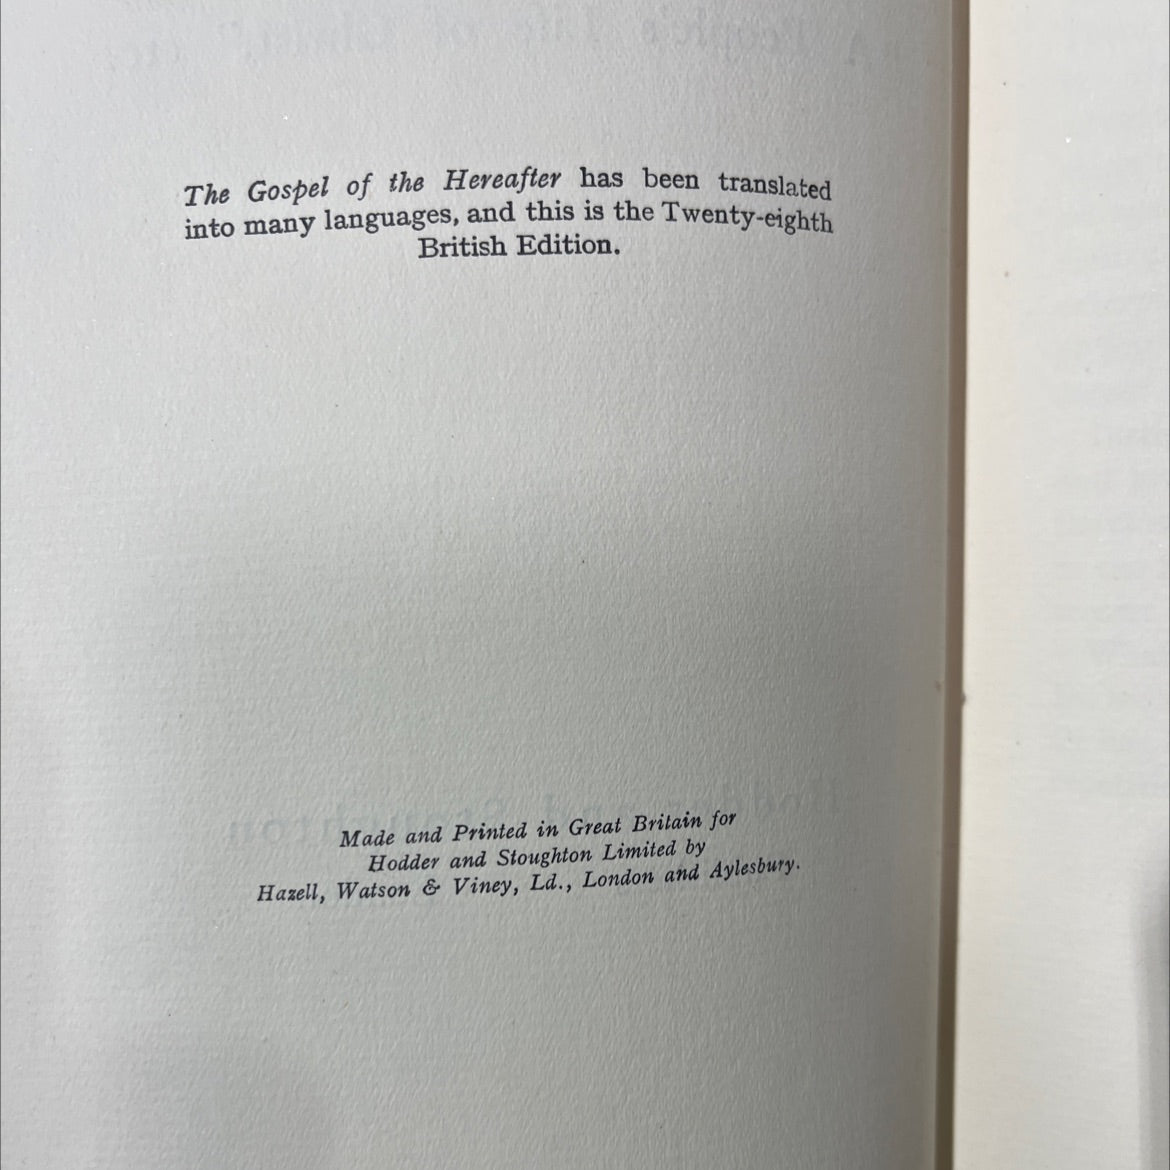 The Gospel of the Hereafter has been translated
into many languages, and this is the Twenty-eighth
British Edition.
Made and Printed in Great Britain for
Hodder and Stoughton Limited by
Hazell, Watson & Viney, Ld., London and Aylesbury.